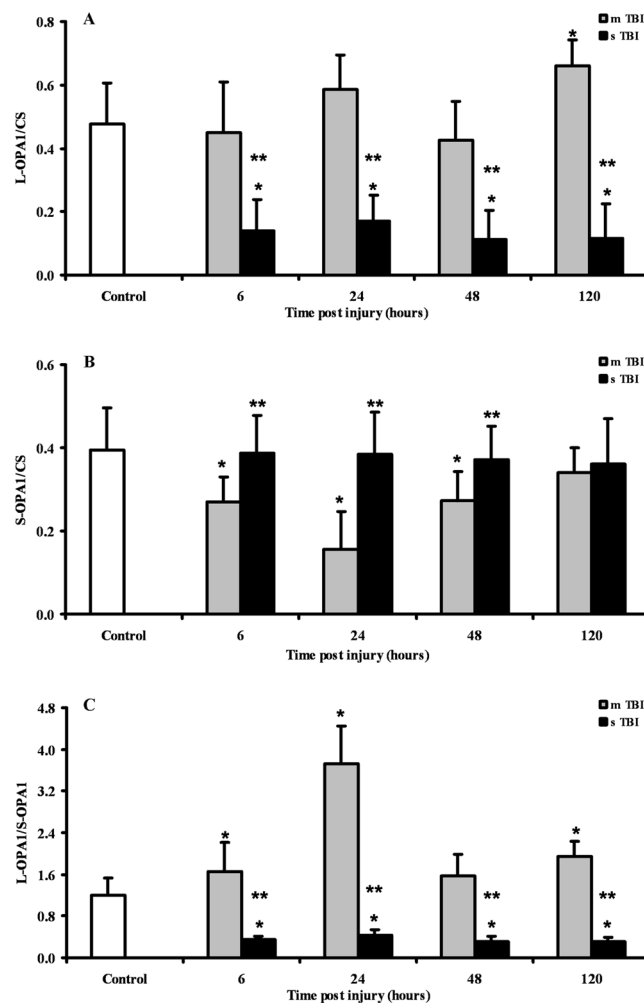 A
m TBI
s TBI
L-OPA1/CS
0.8
0.6
0.4
0.2
0.0
*
** ** ** **
* * * *
Control 6 24 48 120
Time post injury (hours)
B
m TBI
s TBI
S-OPA1/CS
0.6
0.4
0.2
0.0
** ** **
* * *
Control 6 24 48 120
Time post injury (hours)
C
m TBI
s TBI
L-OPA1/S-OPA1
4.8
4.0
3.2
2.4
1.6
0.8
0.0
* * *
** ** ** **
* * * *
Control 6 24 48 120
Time post injury (hours)